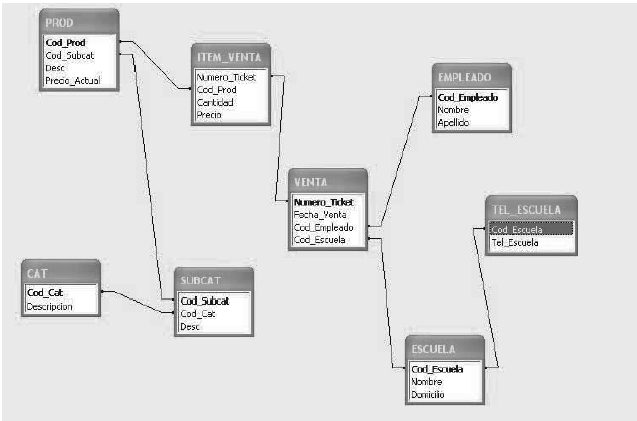 PROD
Cod_Prod
Cod_Subcat
Desc
Precio_Actual
ITEM_VENTA
Numero_Ticket
Cod_Prod
Cantidad
Precio
EMPLEADO
Cod_Empleado
Nombre
Apellido
VENTA
Numero_Ticket
Fecha_Venta
Cod_Empleado
Cod_Escuela
TEL_ESCUELA
Cod_Escuela
Tel_Escuela
CAT
Cod_Cat
Descripcion
SUBCAT
Cod_Subcat
Cod_Cat
Desc
ESCUELA
Cod_Escuela
Nombre
Domicilio